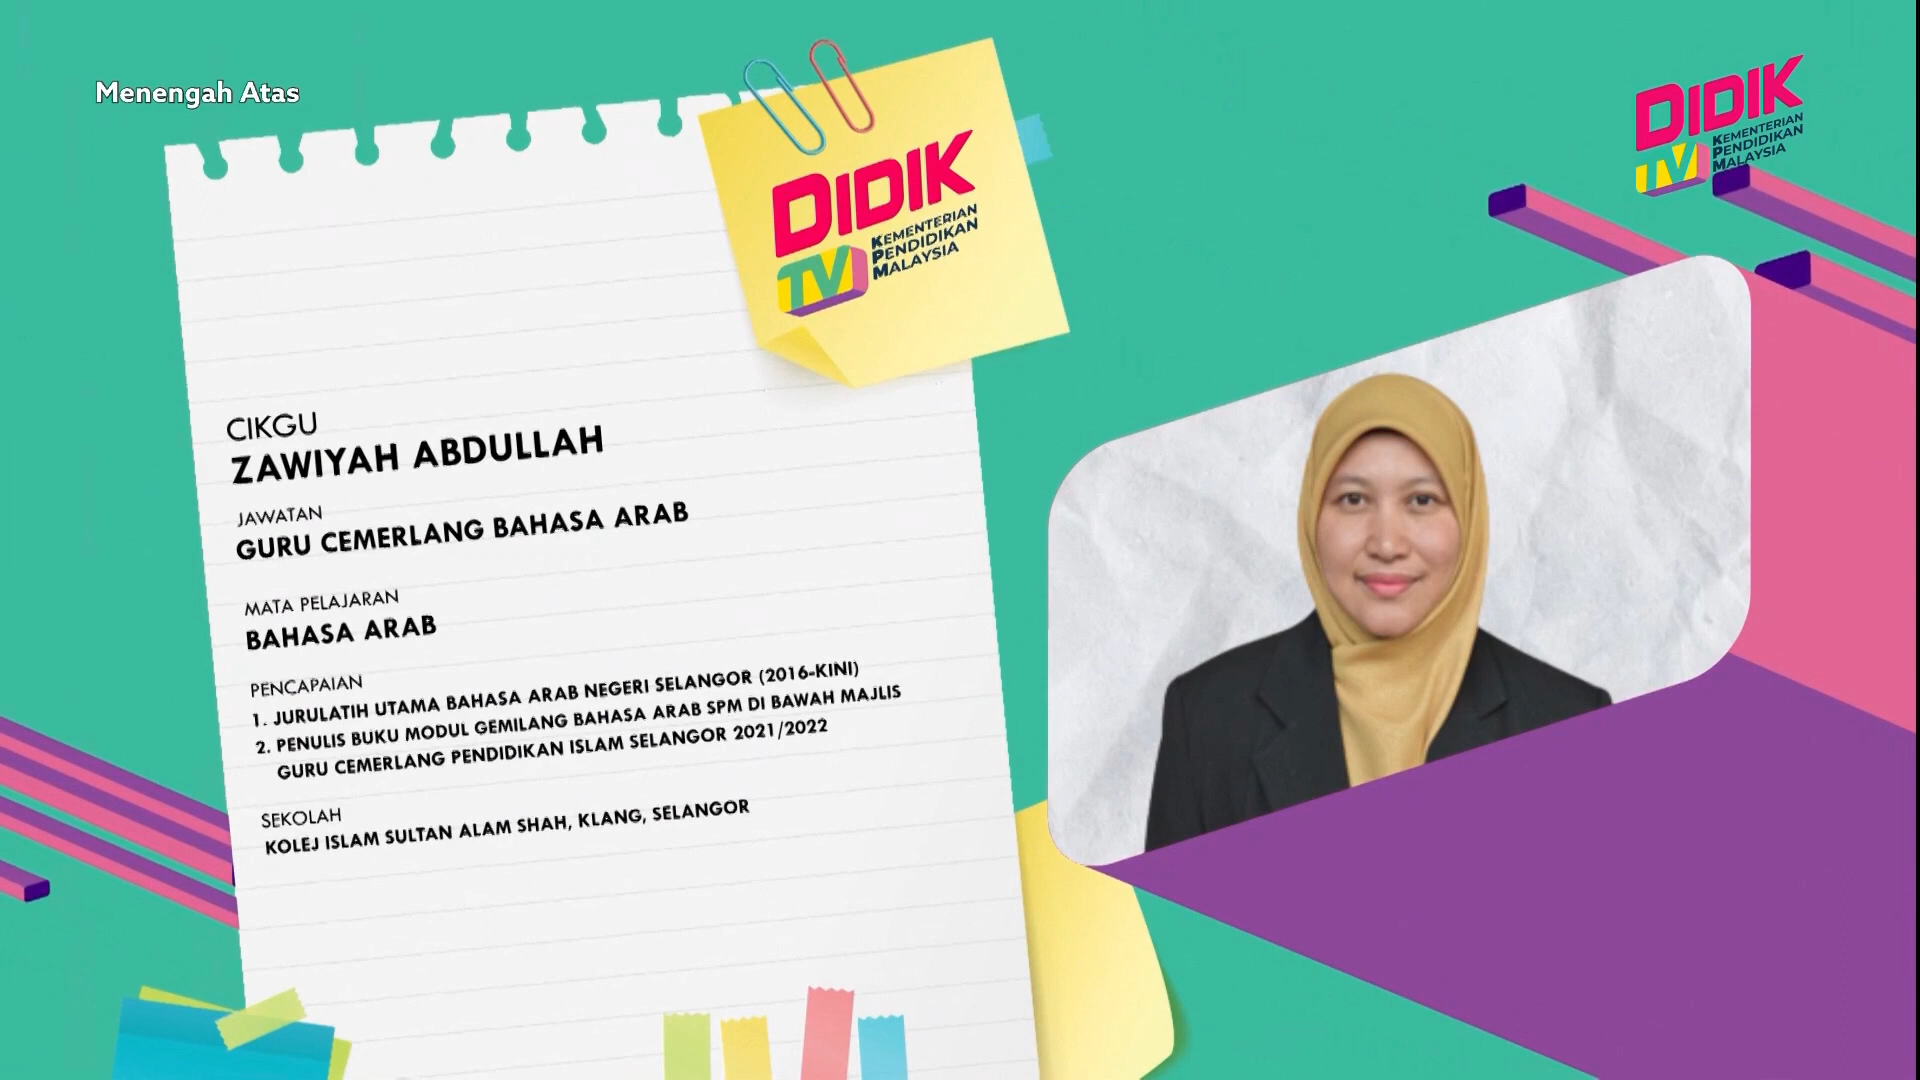 Menengah Atas
DIDIK
TV
KEMENTERIAN
PENDIDIKAN
MALAYSIA
DIDIK
TV
KEMENTERIAN
PENDIDIKAN
MALAYSIA
CIKGU
ZAWIYAH ABDULLAH
JAWATAN
GURU CEMERLANG BAHASA ARAB
MATA PELAJARAN
BAHASA ARAB
PENCAPAIAN
1. JURULATIH UTAMA BAHASA ARAB NEGERI SELANGOR (2016-KINI)
2. PENULIS BUKU MODUL GEMILANG BAHASA ARAB SPM DI BAWAH MAJLIS
GURU CEMERLANG PENDIDIKAN ISLAM SELANGOR 2021/2022
SEKOLAH
KOLEJ ISLAM SULTAN ALAM SHAH, KLANG, SELANGOR